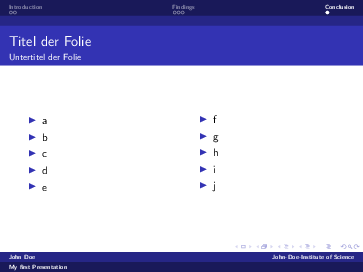 Introduction Findings Conclusion
Titel der Folie
Untertitel der Folie
a
b
c
d
e
f
g
h
i
j
John Doe John-Doe-Institute of Science
My first Presentation